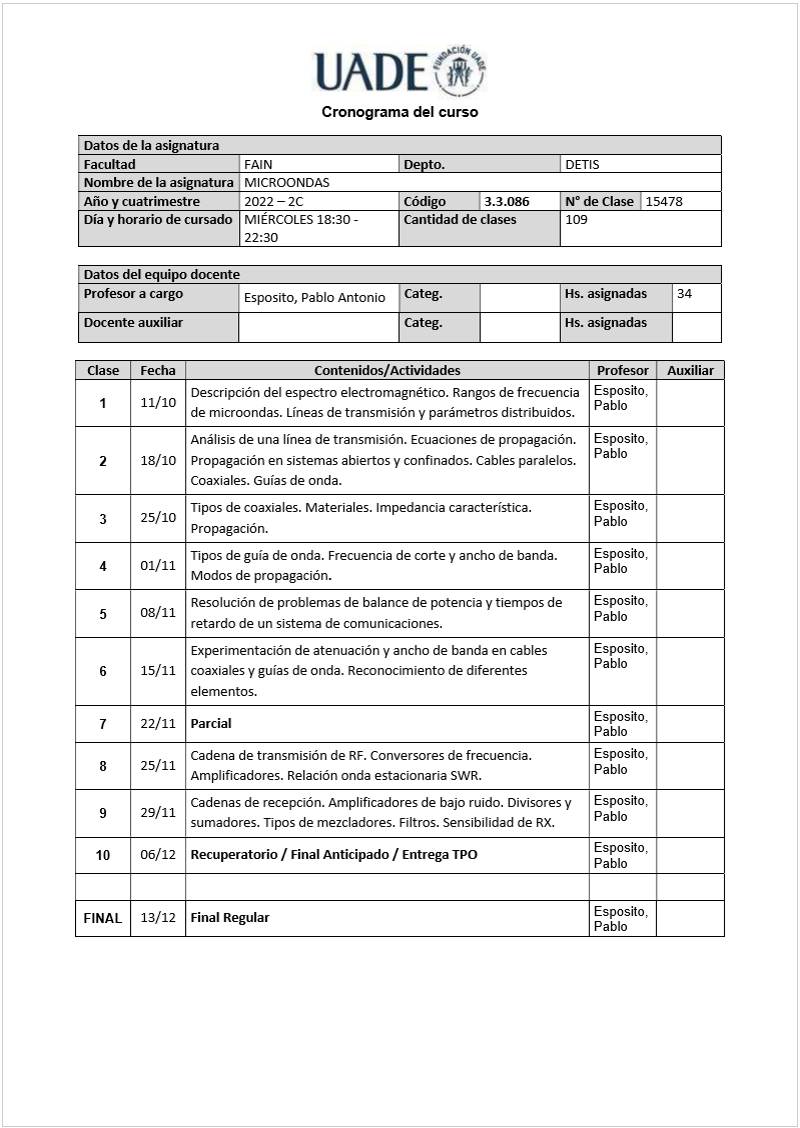 UADE FUNDACIÓN UADE
Cronograma del curso
Datos de la asignatura
Facultad FAIN Depto. DETIS
Nombre de la asignatura MICROONDAS
Año y cuatrimestre 2022 – 2C Código 3.3.086 N° de Clase 15478
Día y horario de cursado MIÉRCOLES 18:30 - Cantidad de clases 109
22:30
Datos del equipo docente
Profesor a cargo Esposito, Pablo Antonio Categ. Hs. asignadas 34
Docente auxiliar Categ. Hs. asignadas
Clase Fecha Contenidos/Actividades Profesor Auxiliar
1 11/10 Descripción del espectro electromagnético. Rangos de frecuencia Esposito,
de microondas. Líneas de transmisión y parámetros distribuidos. Pablo
2 18/10 Análisis de una línea de transmisión. Ecuaciones de propagación. Esposito,
Propagación en sistemas abiertos y confinados. Cables paralelos. Pablo
Coaxiales. Guías de onda.
3 25/10 Tipos de coaxiales. Materiales. Impedancia característica. Esposito,
Propagación. Pablo
4 01/11 Tipos de guía de onda. Frecuencia de corte y ancho de banda. Esposito,
Modos de propagación. Pablo
5 08/11 Resolución de problemas de balance de potencia y tiempos de Esposito,
retardo de un sistema de comunicaciones. Pablo
6 15/11 Experimentación de atenuación y ancho de banda en cables Esposito,
coaxiales y guías de onda. Reconocimiento de diferentes Pablo
elementos.
7 22/11 Parcial Esposito,
Pablo
8 25/11 Cadena de transmisión de RF. Conversores de frecuencia. Esposito,
Amplificadores. Relación onda estacionaria SWR. Pablo
9 29/11 Cadenas de recepción. Amplificadores de bajo ruido. Divisores y Esposito,
sumadores. Tipos de mezcladores. Filtros. Sensibilidad de RX. Pablo
10 06/12 Recuperatorio / Final Anticipado / Entrega TPO Esposito,
Pablo
FINAL 13/12 Final Regular Esposito,
Pablo